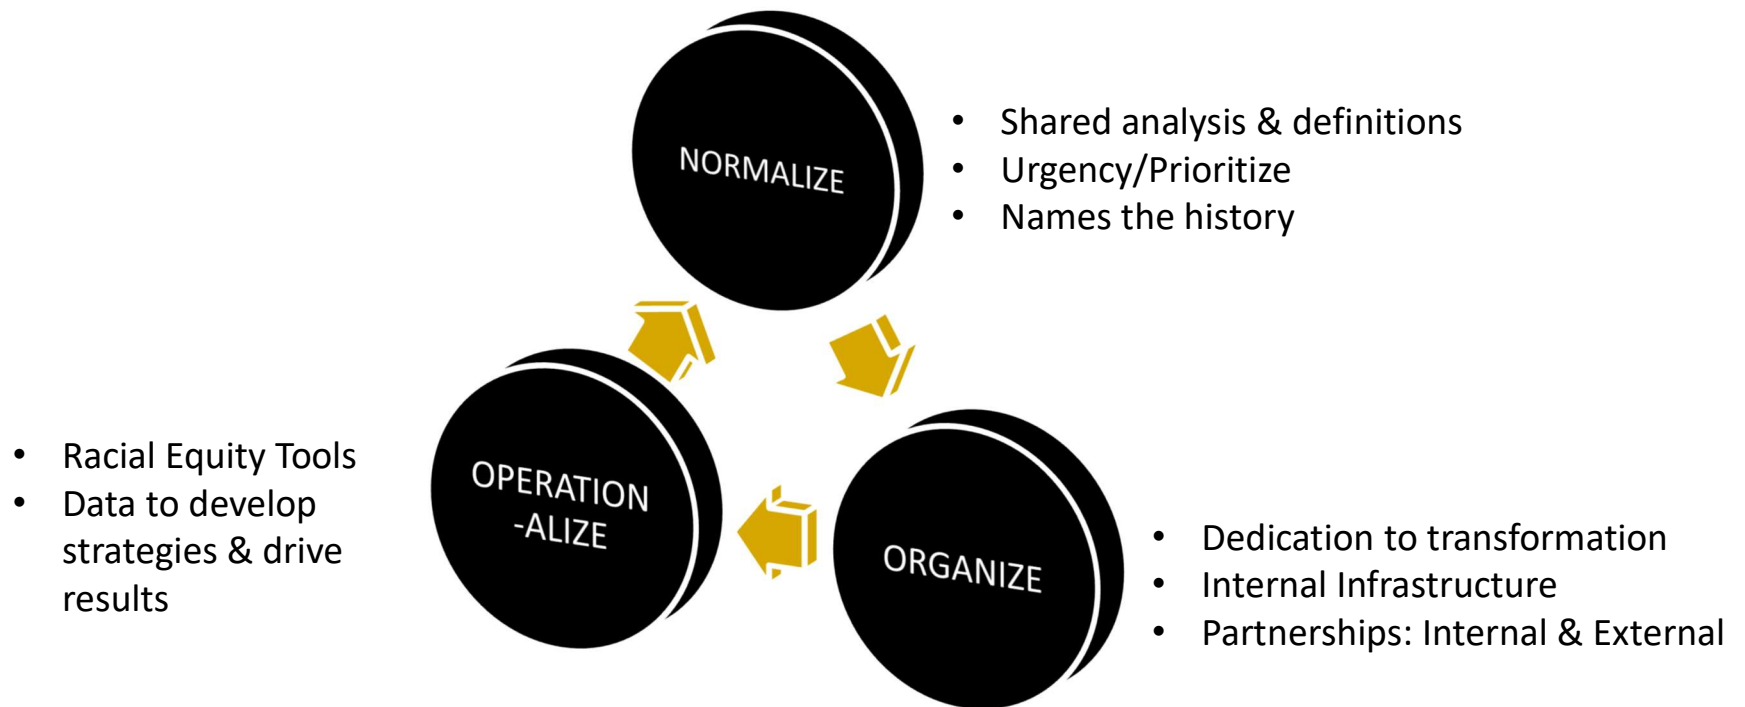 NORMALIZE
• Shared analysis & definitions
• Urgency/Prioritize
• Names the history
OPERATION
-ALIZE
• Racial Equity Tools
• Data to develop
strategies & drive
results
ORGANIZE
• Dedication to transformation
• Internal Infrastructure
• Partnerships: Internal & External